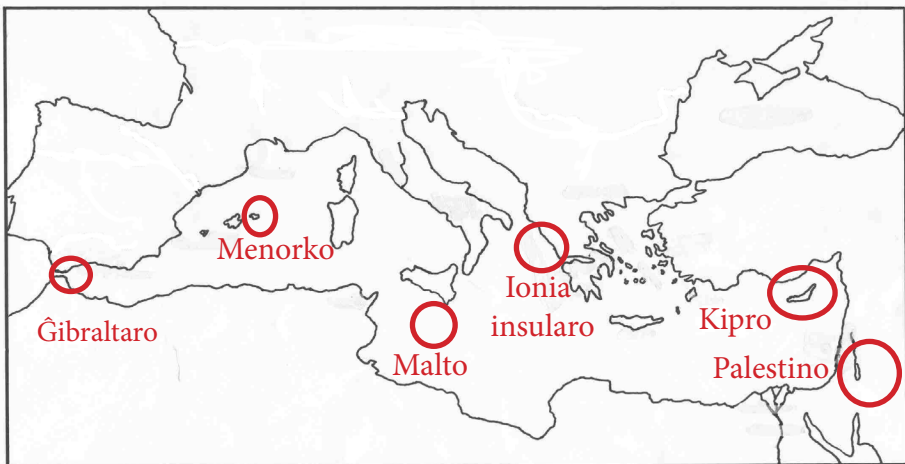 Menorko
Ĝibraltaro
Malto
Ionia
insularo
Kipro
Palestino